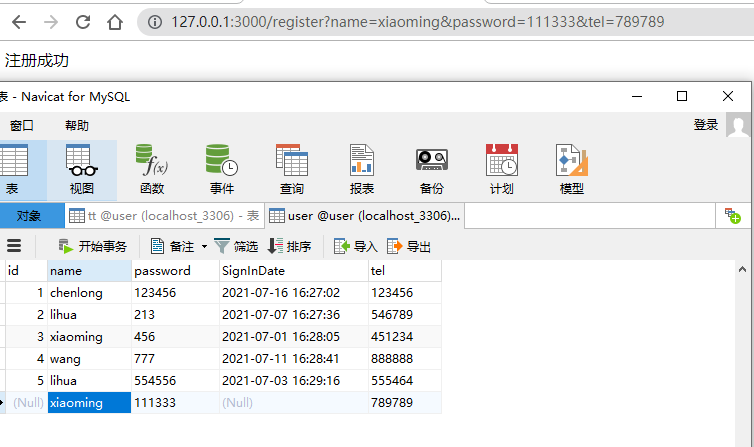 127.0.0.1:3000/register?name=xiaoming&password=111333&tel=789789
注册成功
表 - Navicat for MySQL
窗口 帮助 登录
表 视图 函数 事件 查询 报表 备份 计划 模型
对象 tt @user (localhost_3306) - 表 user @user (localhost_3306)...
开始事务 备注 筛选 排序 导入 导出
id name password SignInDate tel
1 chenlong 123456 2021-07-16 16:27:02 123456
2 lihua 213 2021-07-07 16:27:36 546789
3 xiaoming 456 2021-07-01 16:28:05 451234
4 wang 777 2021-07-11 16:28:41 888888
5 lihua 554556 2021-07-03 16:29:16 555464
(Null) xiaoming 111333 (Null) 789789